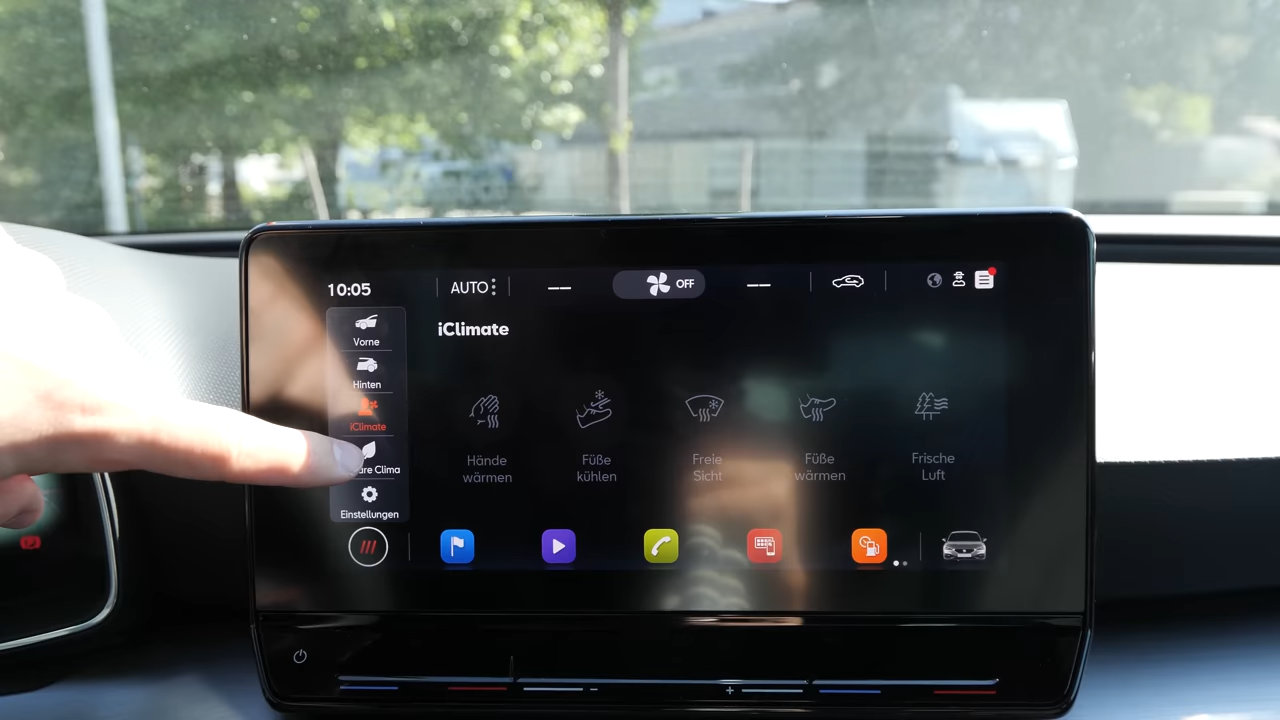 10:05
AUTO
OFF
iClimate
Vorne
Hinten
iClimate
Clima
Einstellungen
Hände
wärmen
Füße
kühlen
Freie
Sicht
Füße
wärmen
Frische
Luft